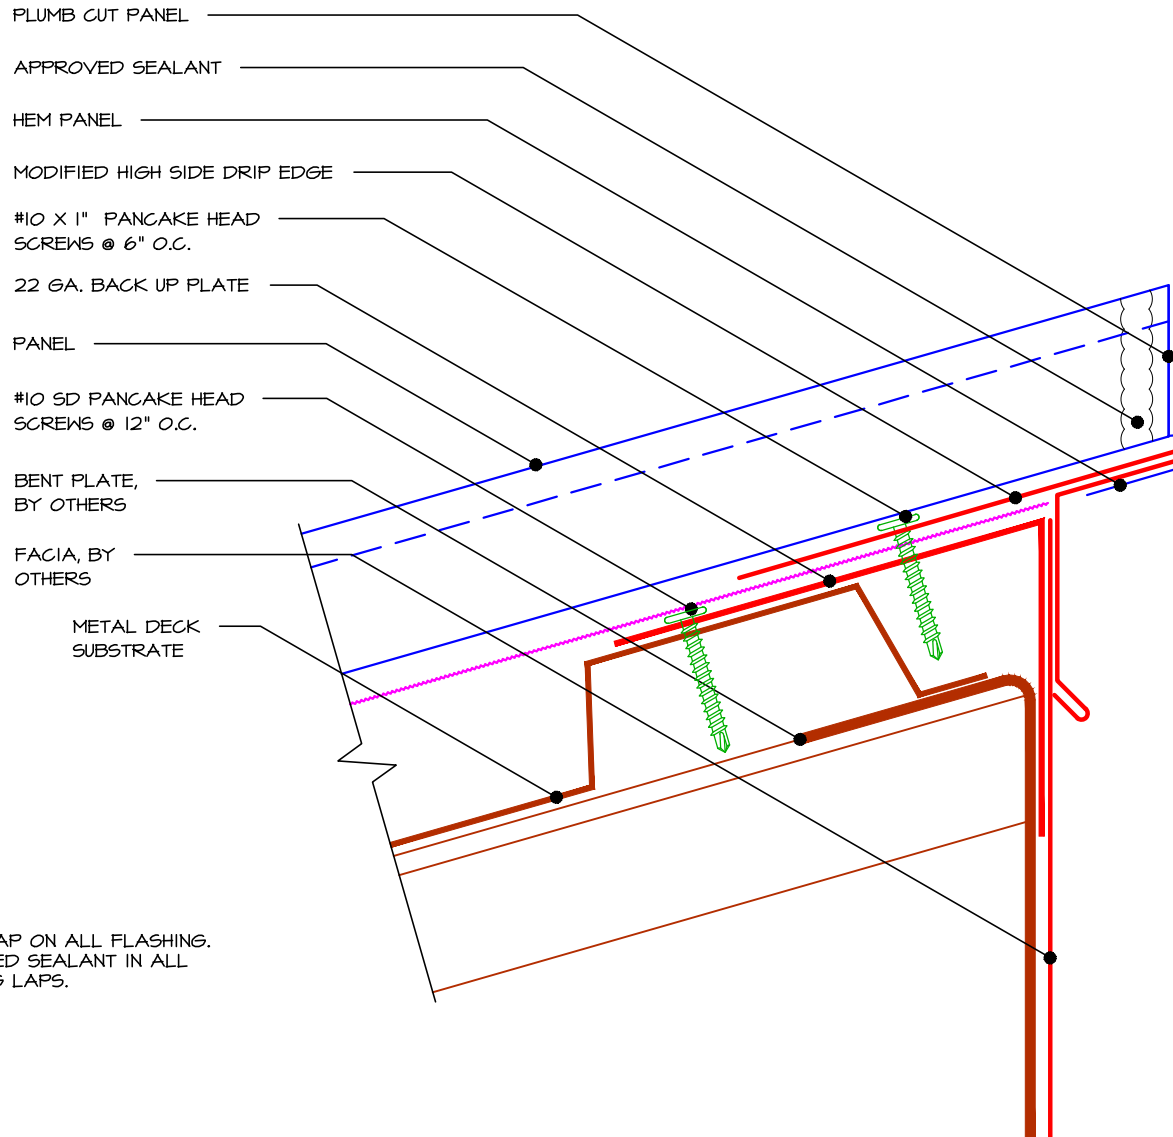 PLUMB CUT PANEL
APPROVED SEALANT
HEM PANEL
MODIFIED HIGH SIDE DRIP EDGE
#10 X 1" PANCAKE HEAD
SCREWS @ 6" O.C.
22 GA. BACK UP PLATE
PANEL
#10 SD PANCAKE HEAD
SCREWS @ 12" O.C.
BENT PLATE,
BY OTHERS
FACIA, BY
OTHERS
METAL DECK
SUBSTRATE
AP ON ALL FLASHING.
ED SEALANT IN ALL
G LAPS.